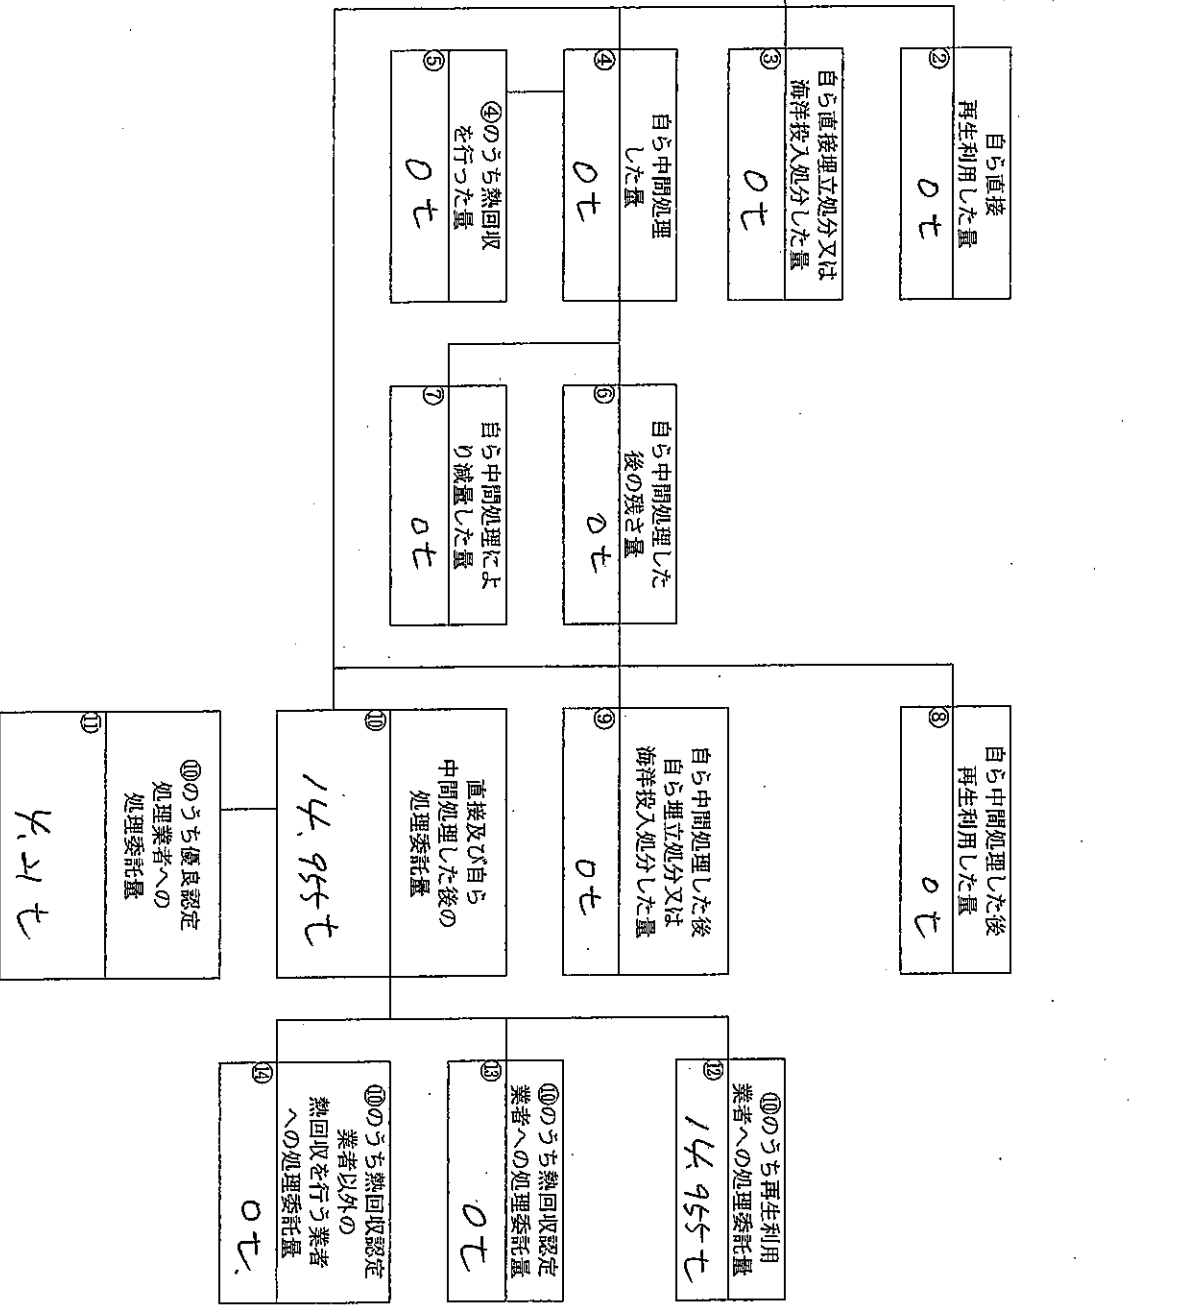 自ら直接
再生利用した量
②
0 t
自ら直接埋立処分又は
海洋投入処分した量
③
0 t
自ら中間処理
した量
④
0 t
④のうち熱回収
を行った量
⑤
0 t
自ら中間処理した
後の残さ量
⑥
0 t
自ら中間処理によ
り減量した量
⑦
0 t
自ら中間処理した後
再生利用した量
⑧
0 t
自ら中間処理した後
自ら埋立処分又は
海洋投入処分した量
⑨
0 t
直接及び自ら
中間処理した後の
処理委託量
⑩
14.955 t
⑩のうち優良認定
処理業者への
処理委託量
⑪
4.21 t
⑩のうち再生利用
業者への処理委託量
⑫
14.955 t
⑩のうち熱回収認定
業者への処理委託量
⑬
0 t
⑩のうち熱回収認定
業者以外の
熱回収を行う業者
への処理委託量
⑭
0 t.